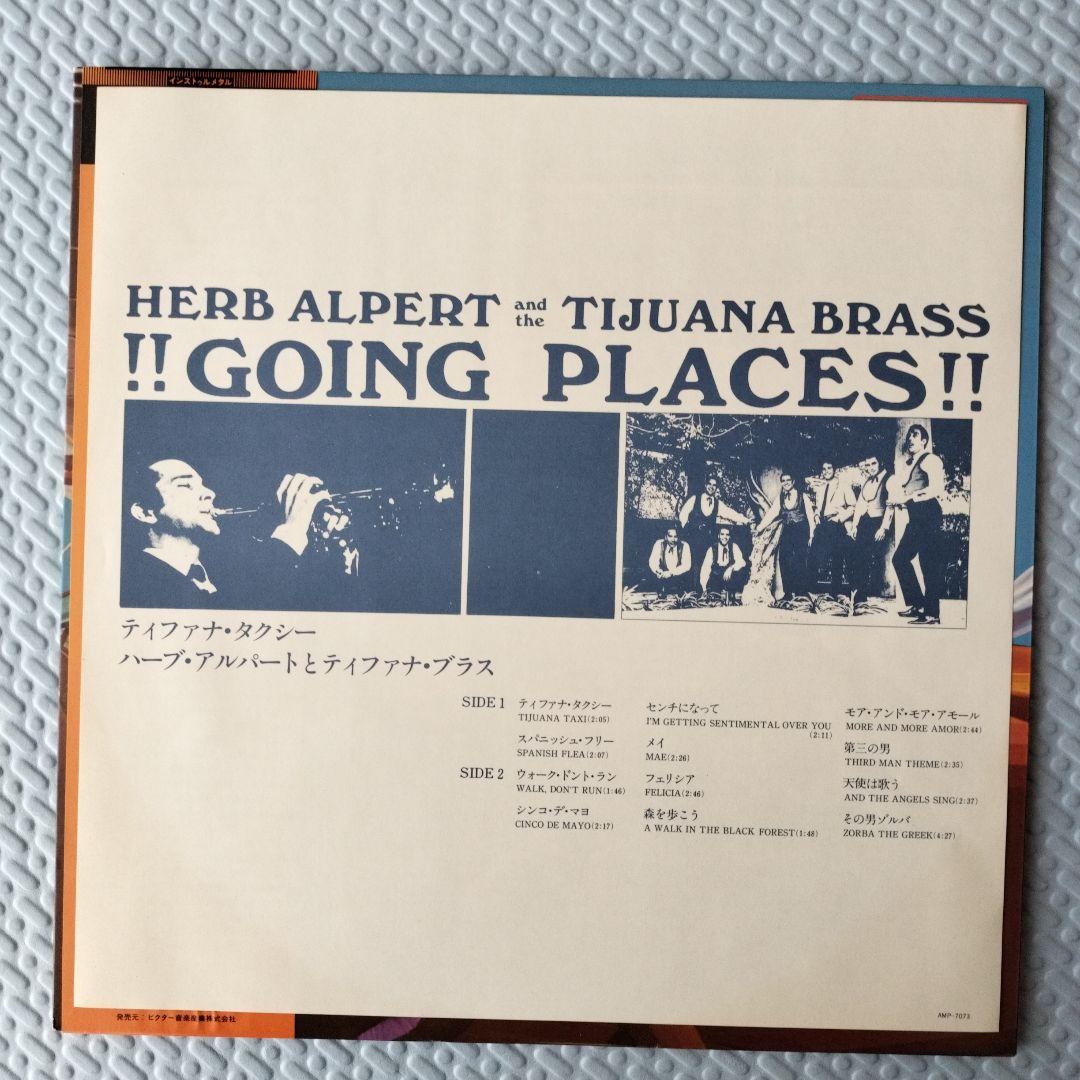 インストゥルメンタル
HERB ALPERT and the TIJUANA BRASS
!!GOING PLACES!!
ティファナ・タクシー
ハーブ・アルパートとティファナ・ブラス
SIDE 1
ティファナ・タクシー
TIJUANA TAXI(2:05)
センチになって
I'M GETTING SENTIMENTAL OVER YOU
(2:11)
モア・アンド・モア・アモール
MORE AND MORE AMOR(2:44)
スパニッシュ・フリー
SPANISH FLEA(2:07)
メイ
MAE(2:26)
第三の男
THIRD MAN THEME(2:35)
SIDE 2
ウォーク・ドント・ラン
WALK, DON'T RUN(1:46)
フェリシア
FELICIA(2:46)
天使は歌う
AND THE ANGELS SING(2:37)
シンコ・デ・マヨ
CINCO DE MAYO(2:17)
森を歩こう
A WALK IN THE BLACK FOREST(1:48)
その男ゾルバ
ZORBA THE GREEK(4:27)
発売元：ビクター音楽産業株式会社
AMP-7073